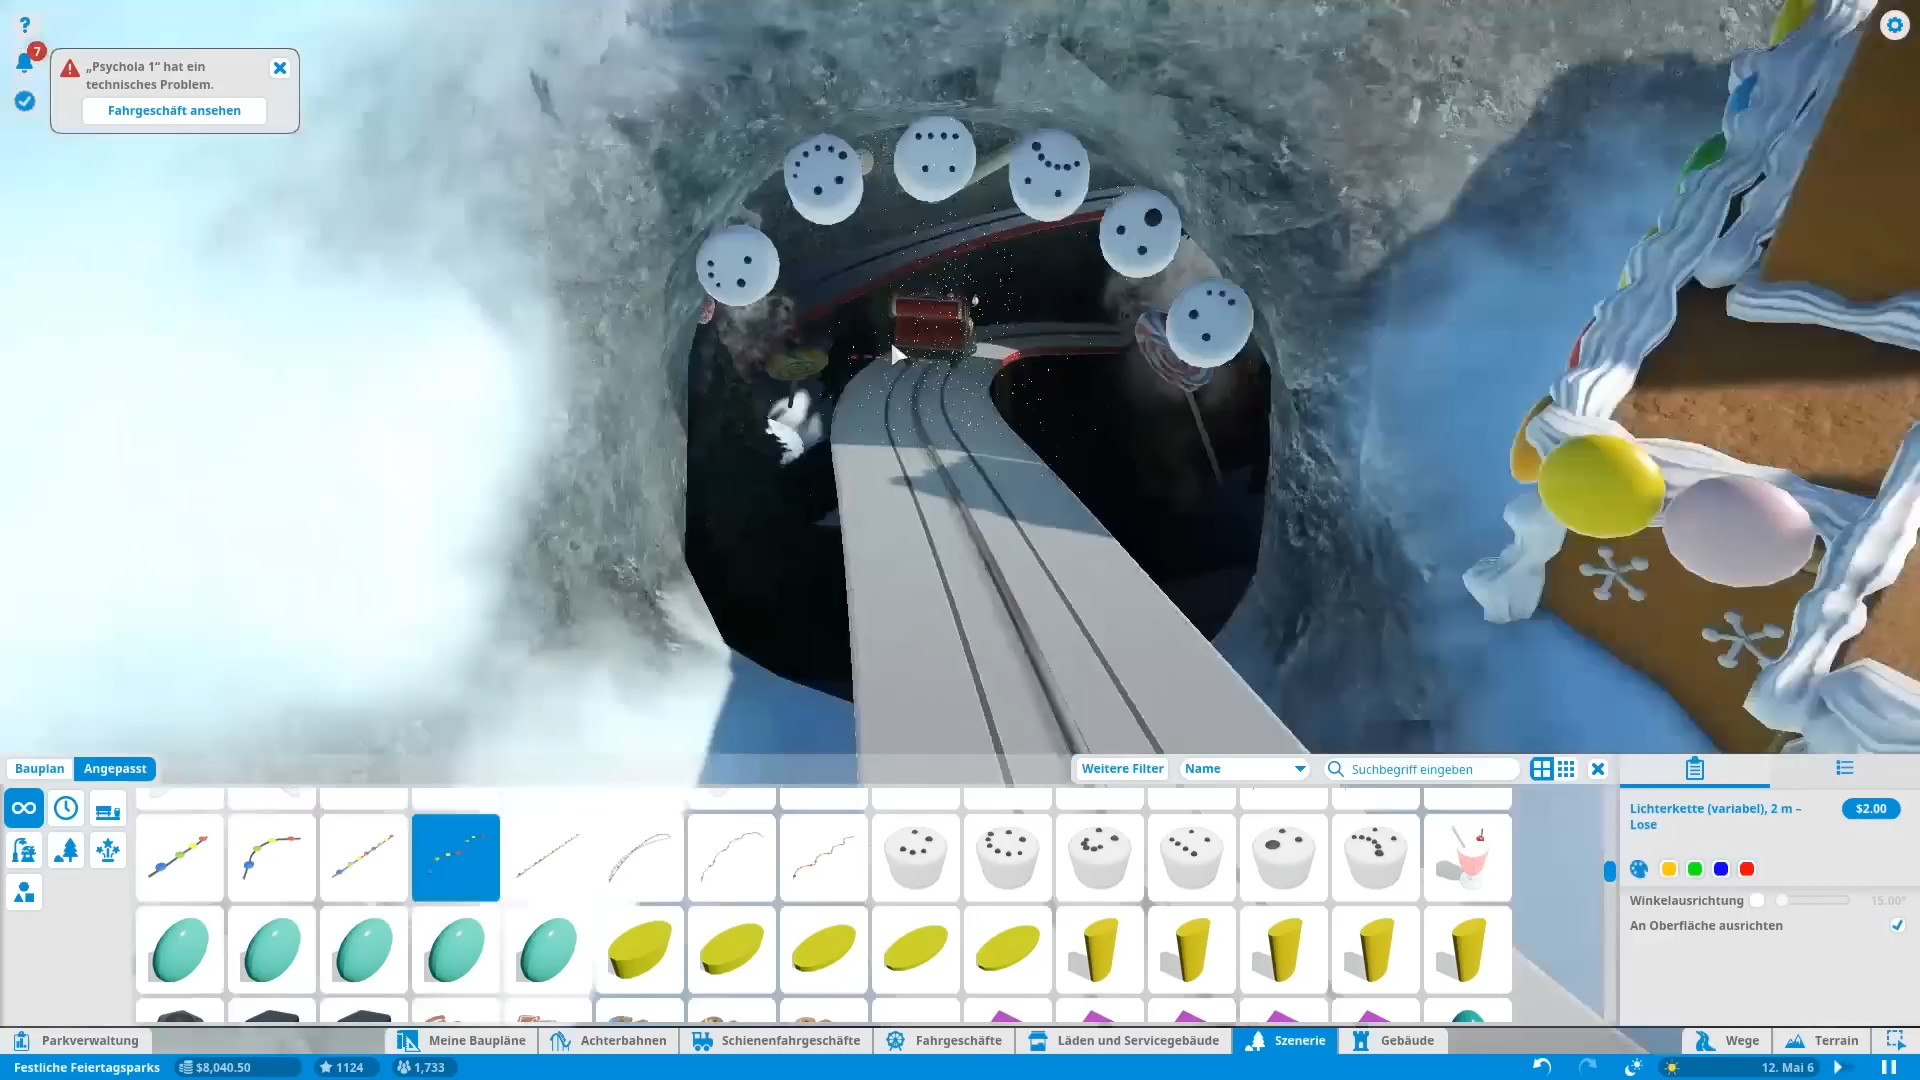 ?
7
„Psychola 1“ hat ein
technisches Problem.
Fahrgeschäft ansehen
Bauplan
Angepasst
Weitere Filter
Name
Suchbegriff eingeben
Lichterkette (variabel), 2 m –
Lose
$2.00
Winkelausrichtung
15.00°
An Oberfläche ausrichten
Parkverwaltung
Meine Baupläne
Achterbahnen
Schienenfahrgeschäfte
Fahrgeschäfte
Läden und Servicegebäude
Szenerie
Gebäude
Wege
Terrain
Festliche Feiertagsparks
$8,040.50
1124
1,733
12. Mai 6